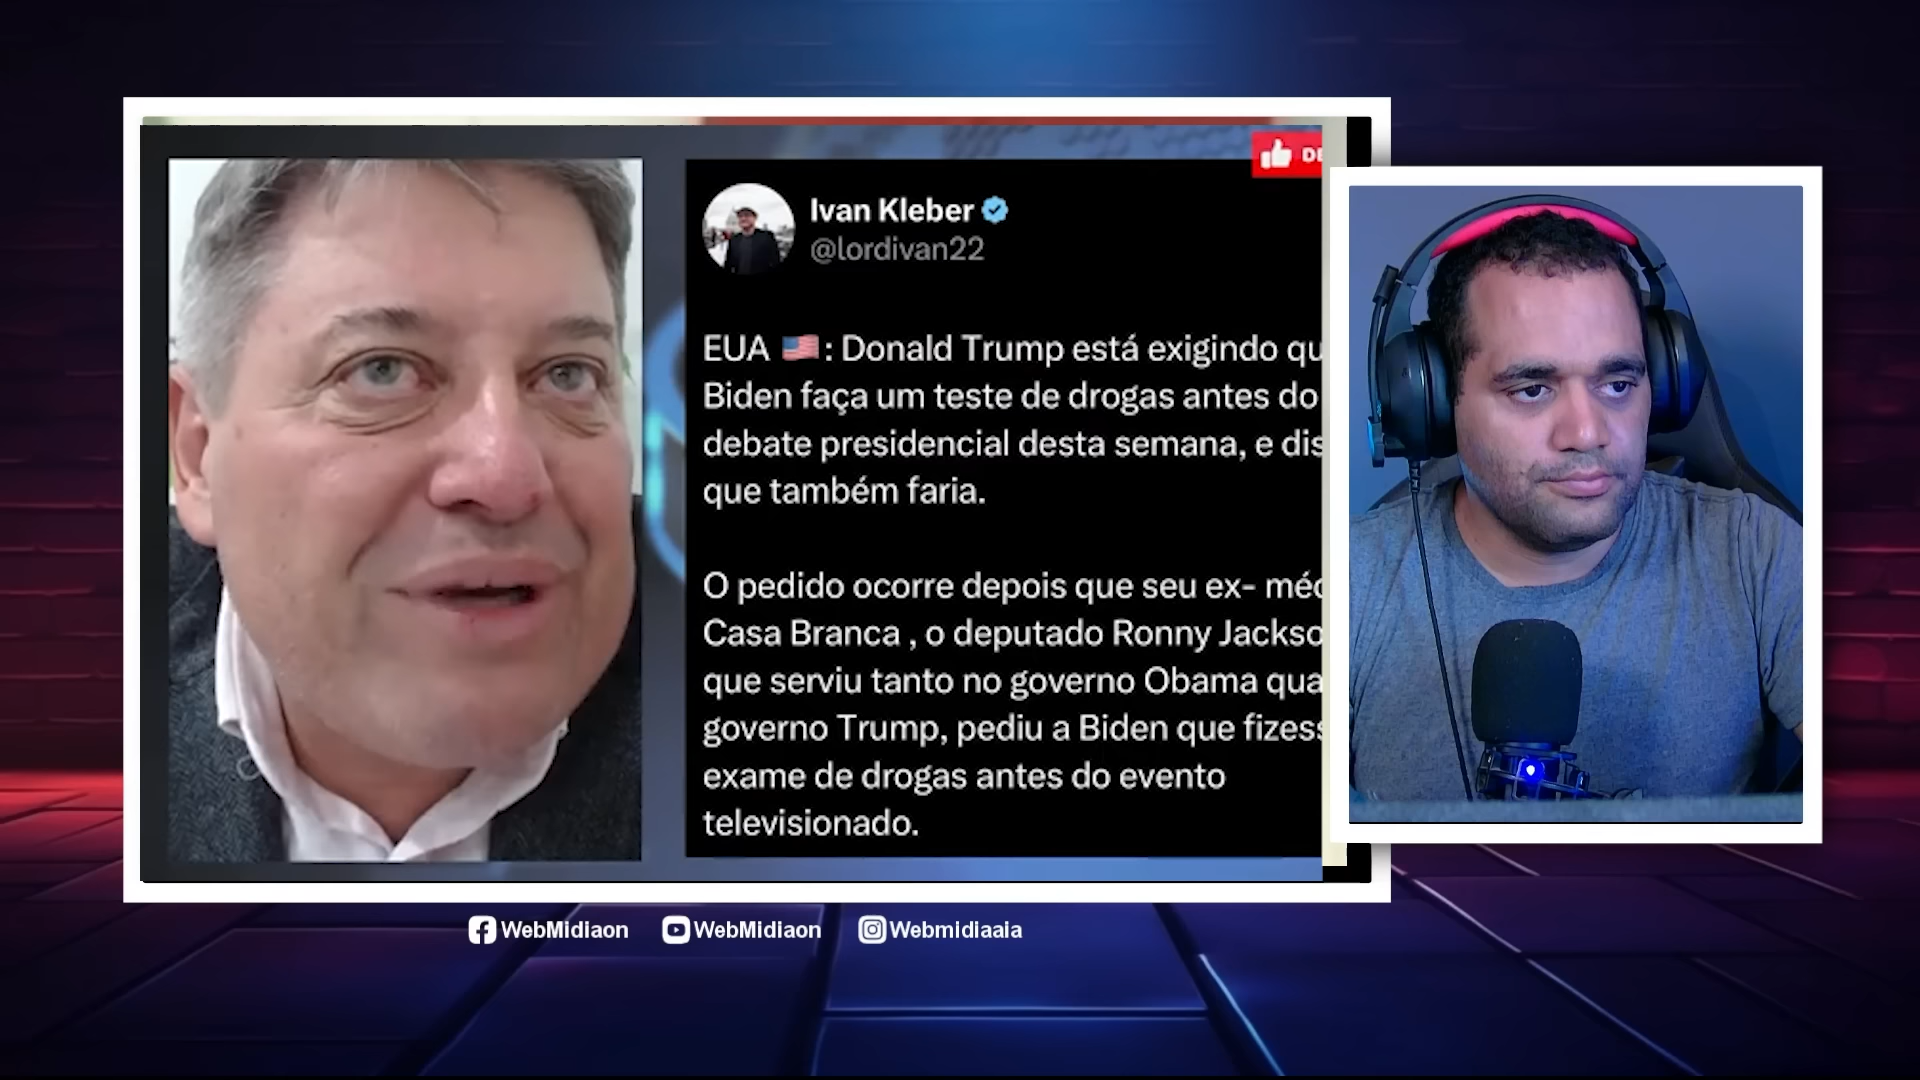 DE
Ivan Kleber
@lordivan22
EUA 🇺🇸: Donald Trump está exigindo qu
Biden faça um teste de drogas antes do
debate presidencial desta semana, e dis
que também faria.
O pedido ocorre depois que seu ex- méd
Casa Branca , o deputado Ronny Jackso
que serviu tanto no governo Obama qua
governo Trump, pediu a Biden que fizess
exame de drogas antes do evento
televisionado.
WebMidiaon WebMidiaon Webmidiaaia